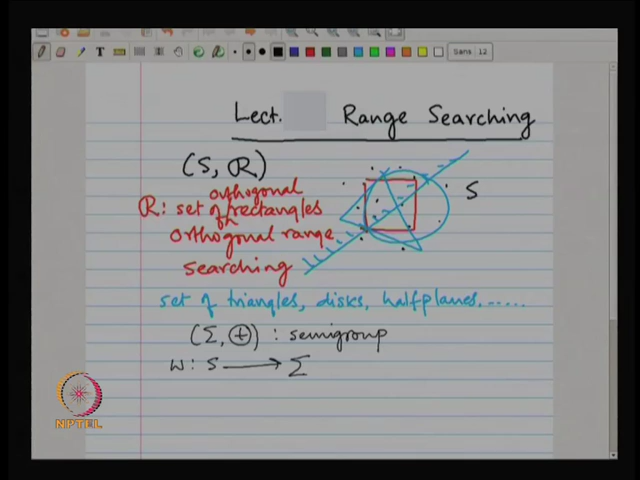 Sans 12
Lect. Range Searching
(S, R)
S
orthogonal
R: set of rectangles
or
orthogonal range
searching
set of triangles, disks, halfplanes......
(Σ, ⊕) : semigroup
W: S ⟶ Σ
NPTEL